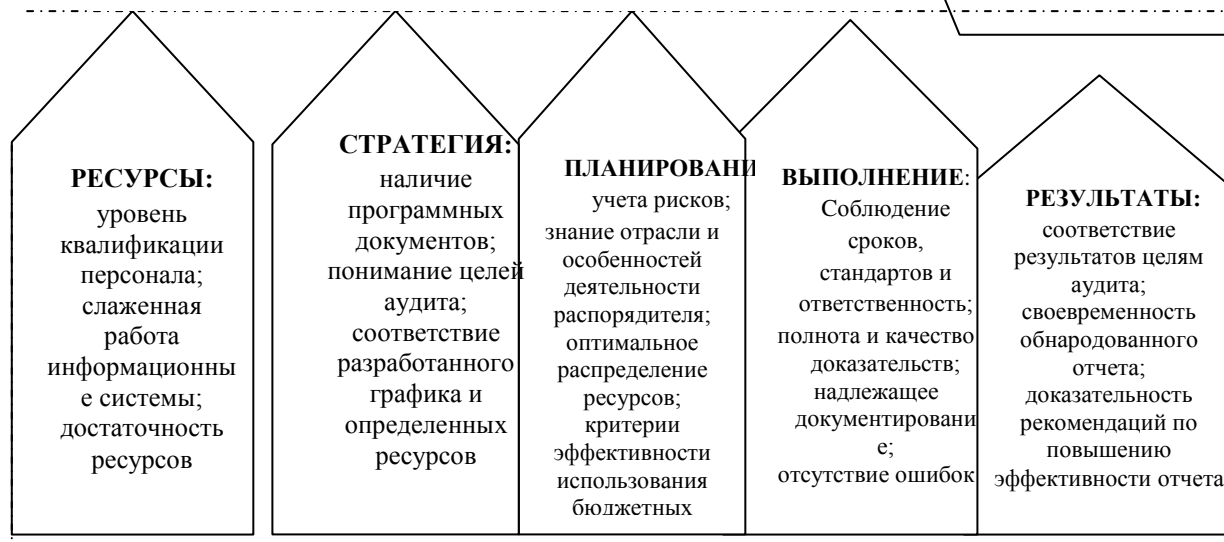 РЕСУРСЫ:
уровень
квалификации
персонала;
слаженная
работа
информационны
е системы;
достаточность
ресурсов
СТРАТЕГИЯ:
наличие
программных
документов;
понимание целей
аудита;
соответствие
разработанного
графика и
определенных
ресурсов
ПЛАНИРОВАНИ
учета рисков;
знание отрасли и
особенностей
деятельности
распорядителя;
оптимальное
распределение
ресурсов;
критерии
эффективности
использования
бюджетных
ВЫПОЛНЕНИЕ:
Соблюдение
сроков,
стандартов и
ответственность;
полнота и качество
доказательств;
надлежащее
документировани
е;
отсутствие ошибок
РЕЗУЛЬТАТЫ:
соответствие
результатов целям
аудита;
своевременность
обнародованного
отчета;
доказательность
рекомендаций по
повышению
эффективности отчета